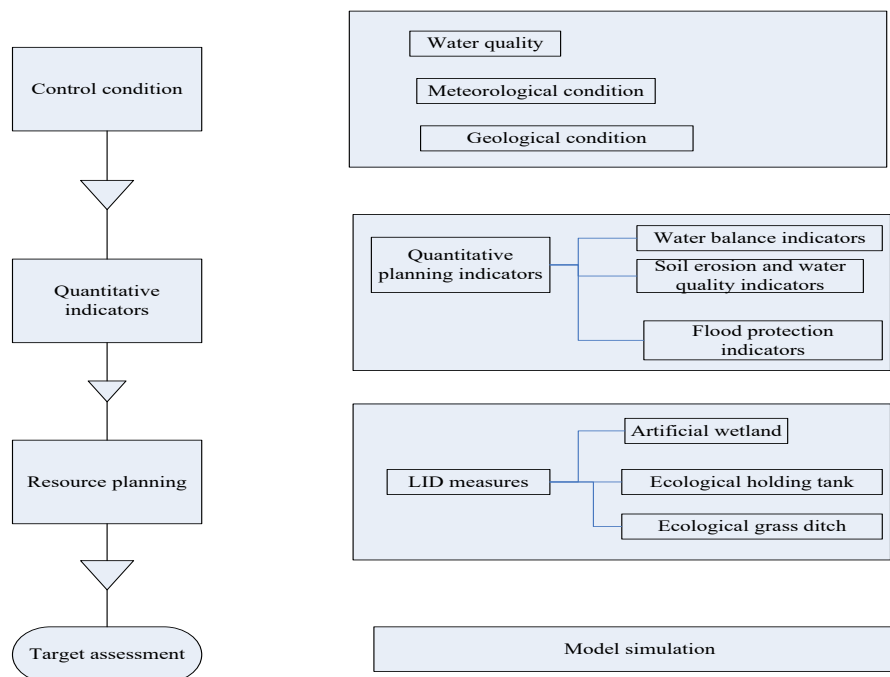 Control condition
Water quality
Meteorological condition
Geological condition
Quantitative
indicators
Quantitative
planning indicators
Water balance indicators
Soil erosion and water
quality indicators
Flood protection
indicators
Resource planning
LID measures
Artificial wetland
Ecological holding tank
Ecological grass ditch
Target assessment
Model simulation